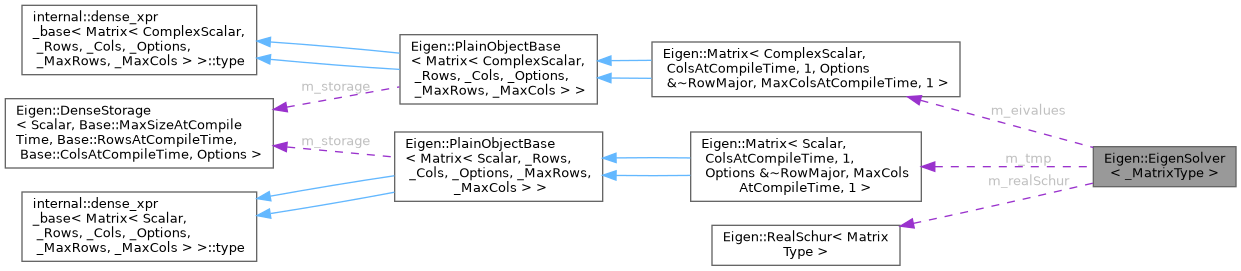 internal::dense_xpr
_base< Matrix< ComplexScalar,
_Rows, _Cols, _Options,
_MaxRows, _MaxCols > >::type
Eigen::DenseStorage
< Scalar, Base::MaxSizeAtCompile
Time, Base::RowsAtCompileTime,
Base::ColsAtCompileTime, Options >
internal::dense_xpr
_base< Matrix< Scalar,
_Rows, _Cols, _Options,
_MaxRows, _MaxCols > >::type
m_storage
m_storage
Eigen::PlainObjectBase
< Matrix< ComplexScalar,
_Rows, _Cols, _Options,
_MaxRows, _MaxCols > >
Eigen::PlainObjectBase
< Matrix< Scalar, _Rows,
_Cols, _Options, _MaxRows,
_MaxCols > >
Eigen::Matrix< ComplexScalar,
ColsAtCompileTime, 1, Options
&~RowMajor, MaxColsAtCompileTime, 1 >
Eigen::Matrix< Scalar,
ColsAtCompileTime, 1,
Options &~RowMajor, MaxCols
AtCompileTime, 1 >
Eigen::RealSchur< Matrix
Type >
m_eivalues
m_tmp
m_realSchur
Eigen::EigenSolver
< _MatrixType >